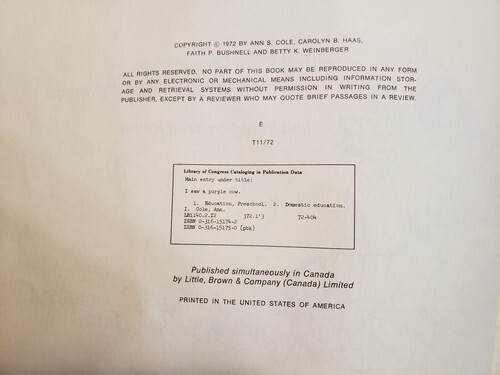 COPYRIGHT © 1972 BY ANN S. COLE, CAROLYN B. HAAS,
FAITH P. BUSHNELL AND BETTY K. WEINBERGER
ALL RIGHTS RESERVED. NO PART OF THIS BOOK MAY BE REPRODUCED IN ANY FORM
OR BY ANY ELECTRONIC OR MECHANICAL MEANS INCLUDING INFORMATION STOR-
AGE AND RETRIEVAL SYSTEMS WITHOUT PERMISSION IN WRITING FROM THE
PUBLISHER, EXCEPT BY A REVIEWER WHO MAY QUOTE BRIEF PASSAGES IN A REVIEW.
E
T11/72
Library of Congress Cataloging in Publication Data
Main entry under title:
I saw a purple cow.
1. Education, Preschool. 2. Domestic education.
I. Cole, Ann.
LB1140.2.I2 372.1'3 72-404
ISBN 0-316-15174-2
ISBN 0-316-15175-0 (pbk)
Published simultaneously in Canada
by Little, Brown & Company (Canada) Limited
PRINTED IN THE UNITED STATES OF AMERICA